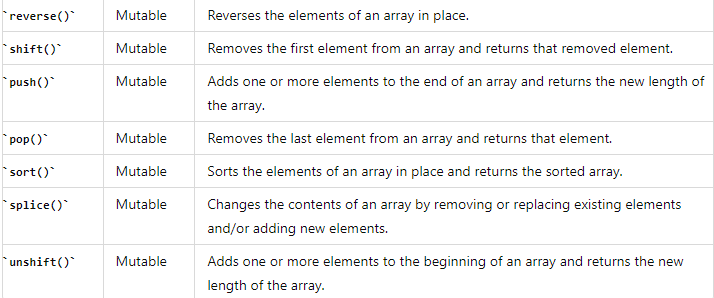 `reverse()` Mutable Reverses the elements of an array in place.
`shift()` Mutable Removes the first element from an array and returns that removed element.
`push()` Mutable Adds one or more elements to the end of an array and returns the new length of
the array.
`pop()` Mutable Removes the last element from an array and returns that element.
`sort()` Mutable Sorts the elements of an array in place and returns the sorted array.
`splice()` Mutable Changes the contents of an array by removing or replacing existing elements
and/or adding new elements.
`unshift()` Mutable Adds one or more elements to the beginning of an array and returns the new
length of the array.